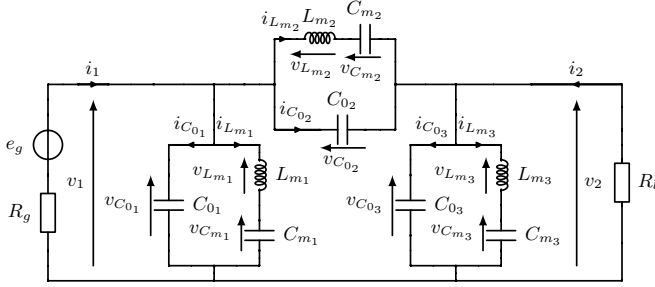 i_{L_{m_2}} L_{m_2} C_{m_2}
v_{L_{m_2}} v_{C_{m_2}}
i_1 i_{C_{0_2}} C_{0_2} i_2
v_{C_{0_2}}
i_{C_{0_1}} i_{L_{m_1}} i_{C_{0_3}} i_{L_{m_3}}
e_g v_{L_{m_1}} L_{m_1} v_{L_{m_3}} L_{m_3}
v_1 v_2 R_l
R_g v_{C_{0_1}} C_{0_1} v_{C_{0_3}} C_{0_3}
v_{C_{m_1}} C_{m_1} v_{C_{m_3}} C_{m_3}